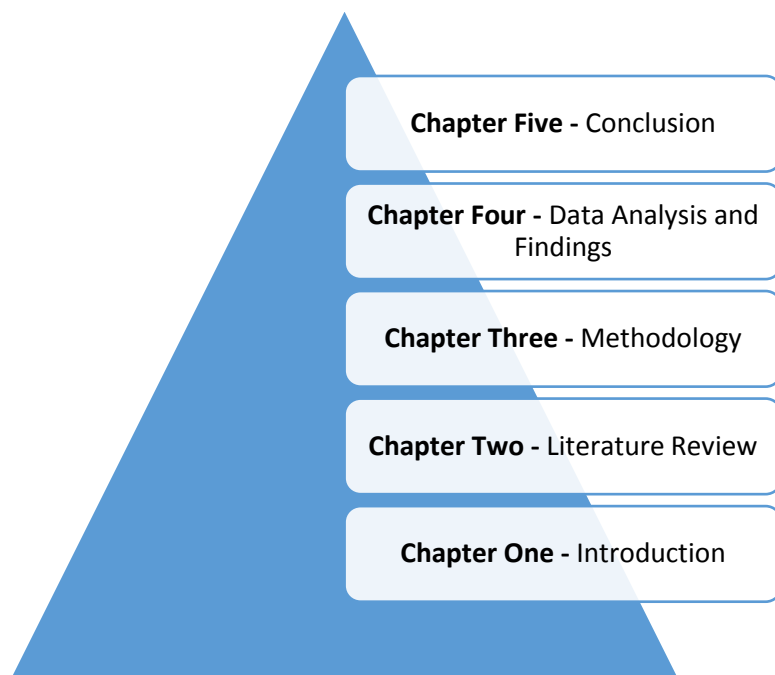 Chapter Five - Conclusion
Chapter Four - Data Analysis and
Findings
Chapter Three - Methodology
Chapter Two - Literature Review
Chapter One - Introduction